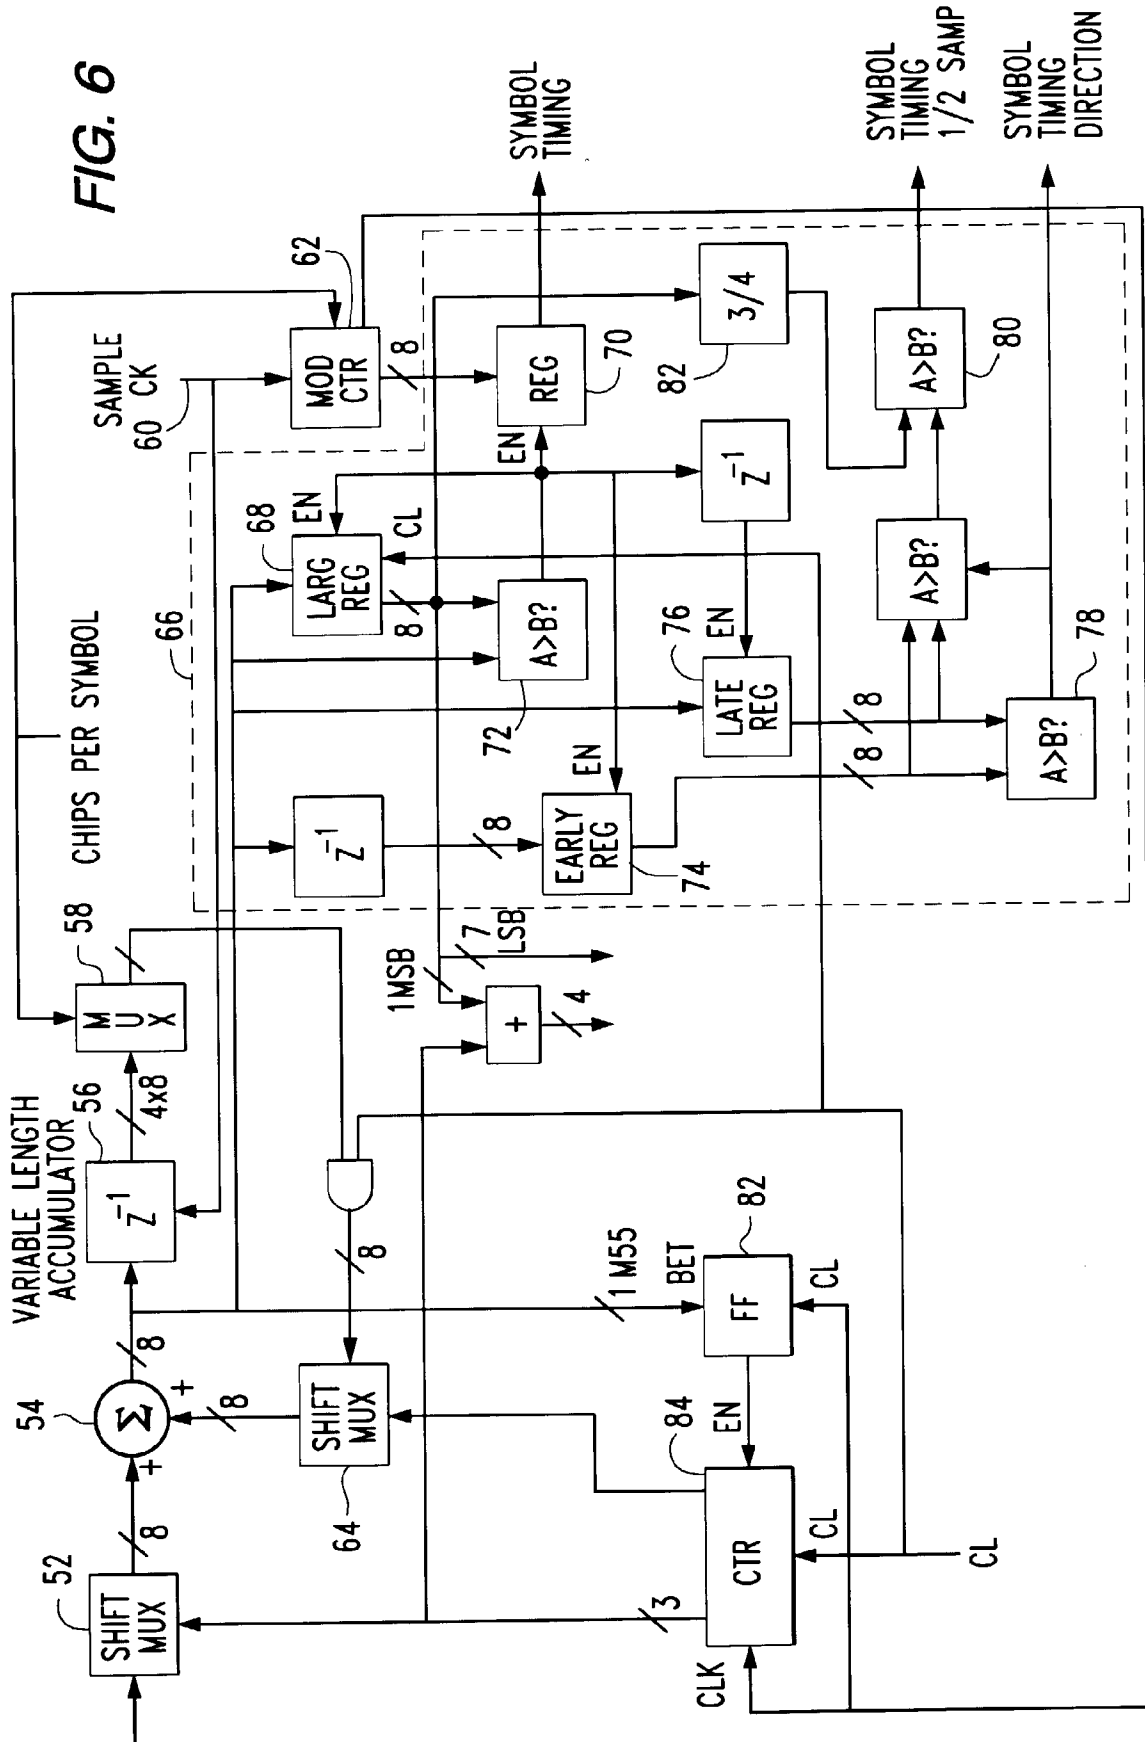 FIG. 6
52
SHIFT
MUX
8
54
+
Σ
+
8
VARIABLE LENGTH
ACCUMULATOR
56
Z⁻¹
4x8
58
M
U
X
CHIPS PER SYMBOL
SAMPLE
CK
60
62
MOD
CTR
8
64
SHIFT
MUX
8
8
66
68
LARG
REG
EN
CL
8
Z⁻¹
8
1MSB
7
LSB
+
4
72
A>B?
EN
REG
70
SYMBOL
TIMING
EARLY
REG
74
EN
76
LATE
REG
EN
Z⁻¹
82
3/4
8
8
A>B?
A>B?
80
SYMBOL
TIMING
1/2 SAMP
78
A>B?
SYMBOL
TIMING
DIRECTION
1 M55
BET
82
FF
CL
84
EN
CTR
CL
3
CLK
CL